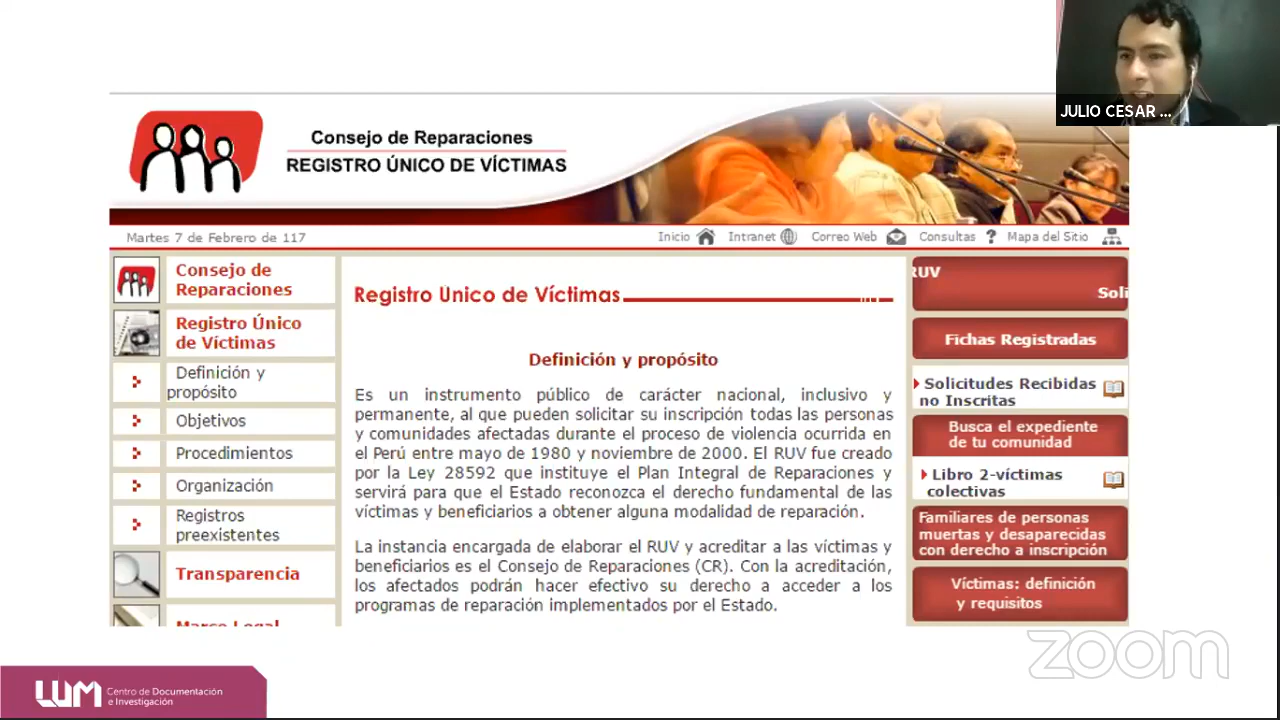 JULIO CESAR ...
Consejo de Reparaciones
REGISTRO ÚNICO DE VÍCTIMAS
Martes 7 de Febrero de 117
Inicio
Intranet
Correo Web
Consultas
?
Mapa del Sitio
Consejo de
Reparaciones
Registro Único
de Víctimas
Definición y
propósito
Objetivos
Procedimientos
Organización
Registros
preexistentes
Transparencia
Marco Legal
Registro Unico de Víctimas
Definición y propósito
Es un instrumento público de carácter nacional, inclusivo y
permanente, al que pueden solicitar su inscripción todas las personas
y comunidades afectadas durante el proceso de violencia ocurrida en
el Perú entre mayo de 1980 y noviembre de 2000. El RUV fue creado
por la Ley 28592 que instituye el Plan Integral de Reparaciones y
servirá para que el Estado reconozca el derecho fundamental de las
víctimas y beneficiarios a obtener alguna modalidad de reparación.
La instancia encargada de elaborar el RUV y acreditar a las víctimas y
beneficiarios es el Consejo de Reparaciones (CR). Con la acreditación,
los afectados podrán hacer efectivo su derecho a acceder a los
programas de reparación implementados por el Estado.
RUV
Soli
Fichas Registradas
Solicitudes Recibidas
no Inscritas
Busca el expediente
de tu comunidad
Libro 2-víctimas
colectivas
Familiares de personas
muertas y desaparecidas
con derecho a inscripción
Víctimas: definición
y requisitos
zoom
LUM
Centro de Documentación
e Investigación